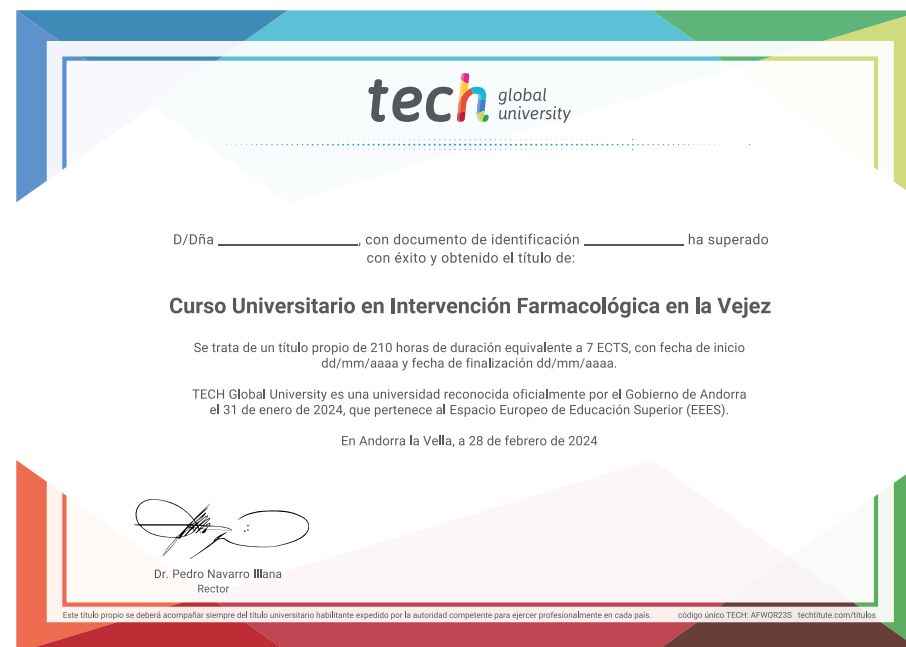 tech global university
D/Dña ____________________, con documento de identificación ______________ ha superado
con éxito y obtenido el título de:
Curso Universitario en Intervención Farmacológica en la Vejez
Se trata de un título propio de 210 horas de duración equivalente a 7 ECTS, con fecha de inicio
dd/mm/aaaa y fecha de finalización dd/mm/aaaa.
TECH Global University es una universidad reconocida oficialmente por el Gobierno de Andorra
el 31 de enero de 2024, que pertenece al Espacio Europeo de Educación Superior (EEES).
En Andorra la Vella, a 28 de febrero de 2024
Dr. Pedro Navarro Illana
Rector
Este título propio se deberá acompañar siempre del título universitario habilitante expedido por la autoridad competente para ejercer profesionalmente en cada país. código único TECH: AFWOR23S techtitute.com/titulos